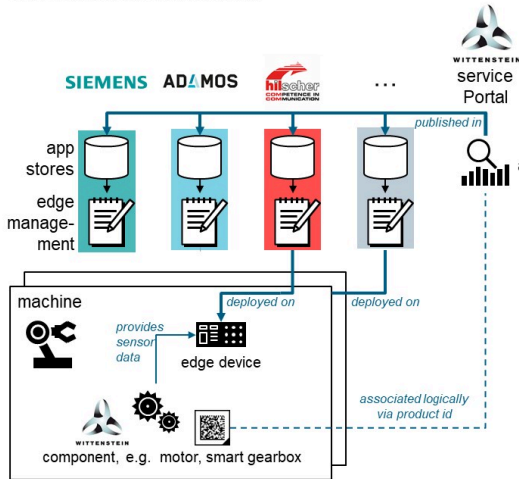 WITTENSTEIN
service
Portal
SIEMENS
ADAMOS
hilscher
COMPETENCE IN
COMMUNICATION
...
published in
app
stores
a
edge
manage-
ment
machine
deployed on
deployed on
provides
sensor
data
edge device
associated logically
via product id
WITTENSTEIN
component, e.g. motor, smart gearbox